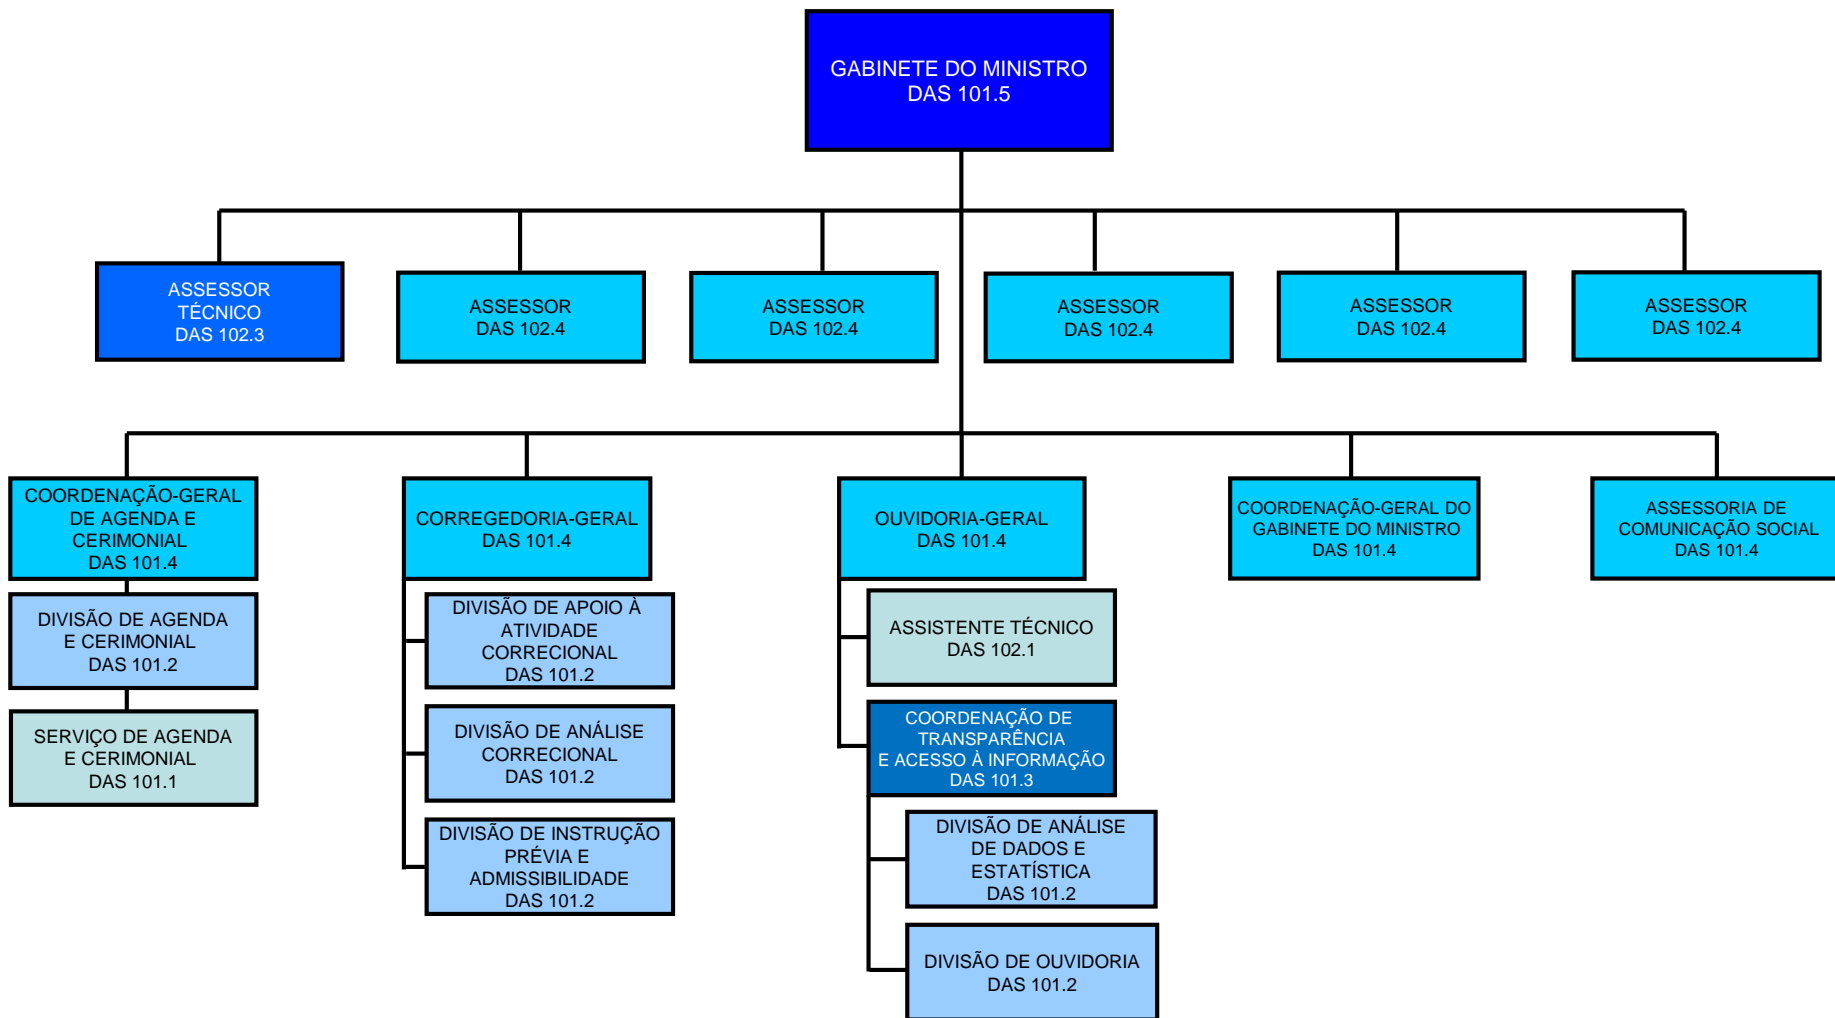 GABINETE DO MINISTRO
DAS 101.5
ASSESSOR
TÉCNICO
DAS 102.3
ASSESSOR
DAS 102.4
ASSESSOR
DAS 102.4
ASSESSOR
DAS 102.4
ASSESSOR
DAS 102.4
ASSESSOR
DAS 102.4
COORDENAÇÃO-GERAL
DE AGENDA E
CERIMONIAL
DAS 101.4
DIVISÃO DE AGENDA
E CERIMONIAL
DAS 101.2
SERVIÇO DE AGENDA
E CERIMONIAL
DAS 101.1
CORREGEDORIA-GERAL
DAS 101.4
DIVISÃO DE APOIO À
ATIVIDADE
CORRECIONAL
DAS 101.2
DIVISÃO DE ANÁLISE
CORRECIONAL
DAS 101.2
DIVISÃO DE INSTRUÇÃO
PRÉVIA E
ADMISSIBILIDADE
DAS 101.2
OUVIDORIA-GERAL
DAS 101.4
ASSISTENTE TÉCNICO
DAS 102.1
COORDENAÇÃO DE
TRANSPARÊNCIA
E ACESSO À INFORMAÇÃO
DAS 101.3
DIVISÃO DE ANÁLISE
DE DADOS E
ESTATÍSTICA
DAS 101.2
DIVISÃO DE OUVIDORIA
DAS 101.2
COORDENAÇÃO-GERAL DO
GABINETE DO MINISTRO
DAS 101.4
ASSESSORIA DE
COMUNICAÇÃO SOCIAL
DAS 101.4